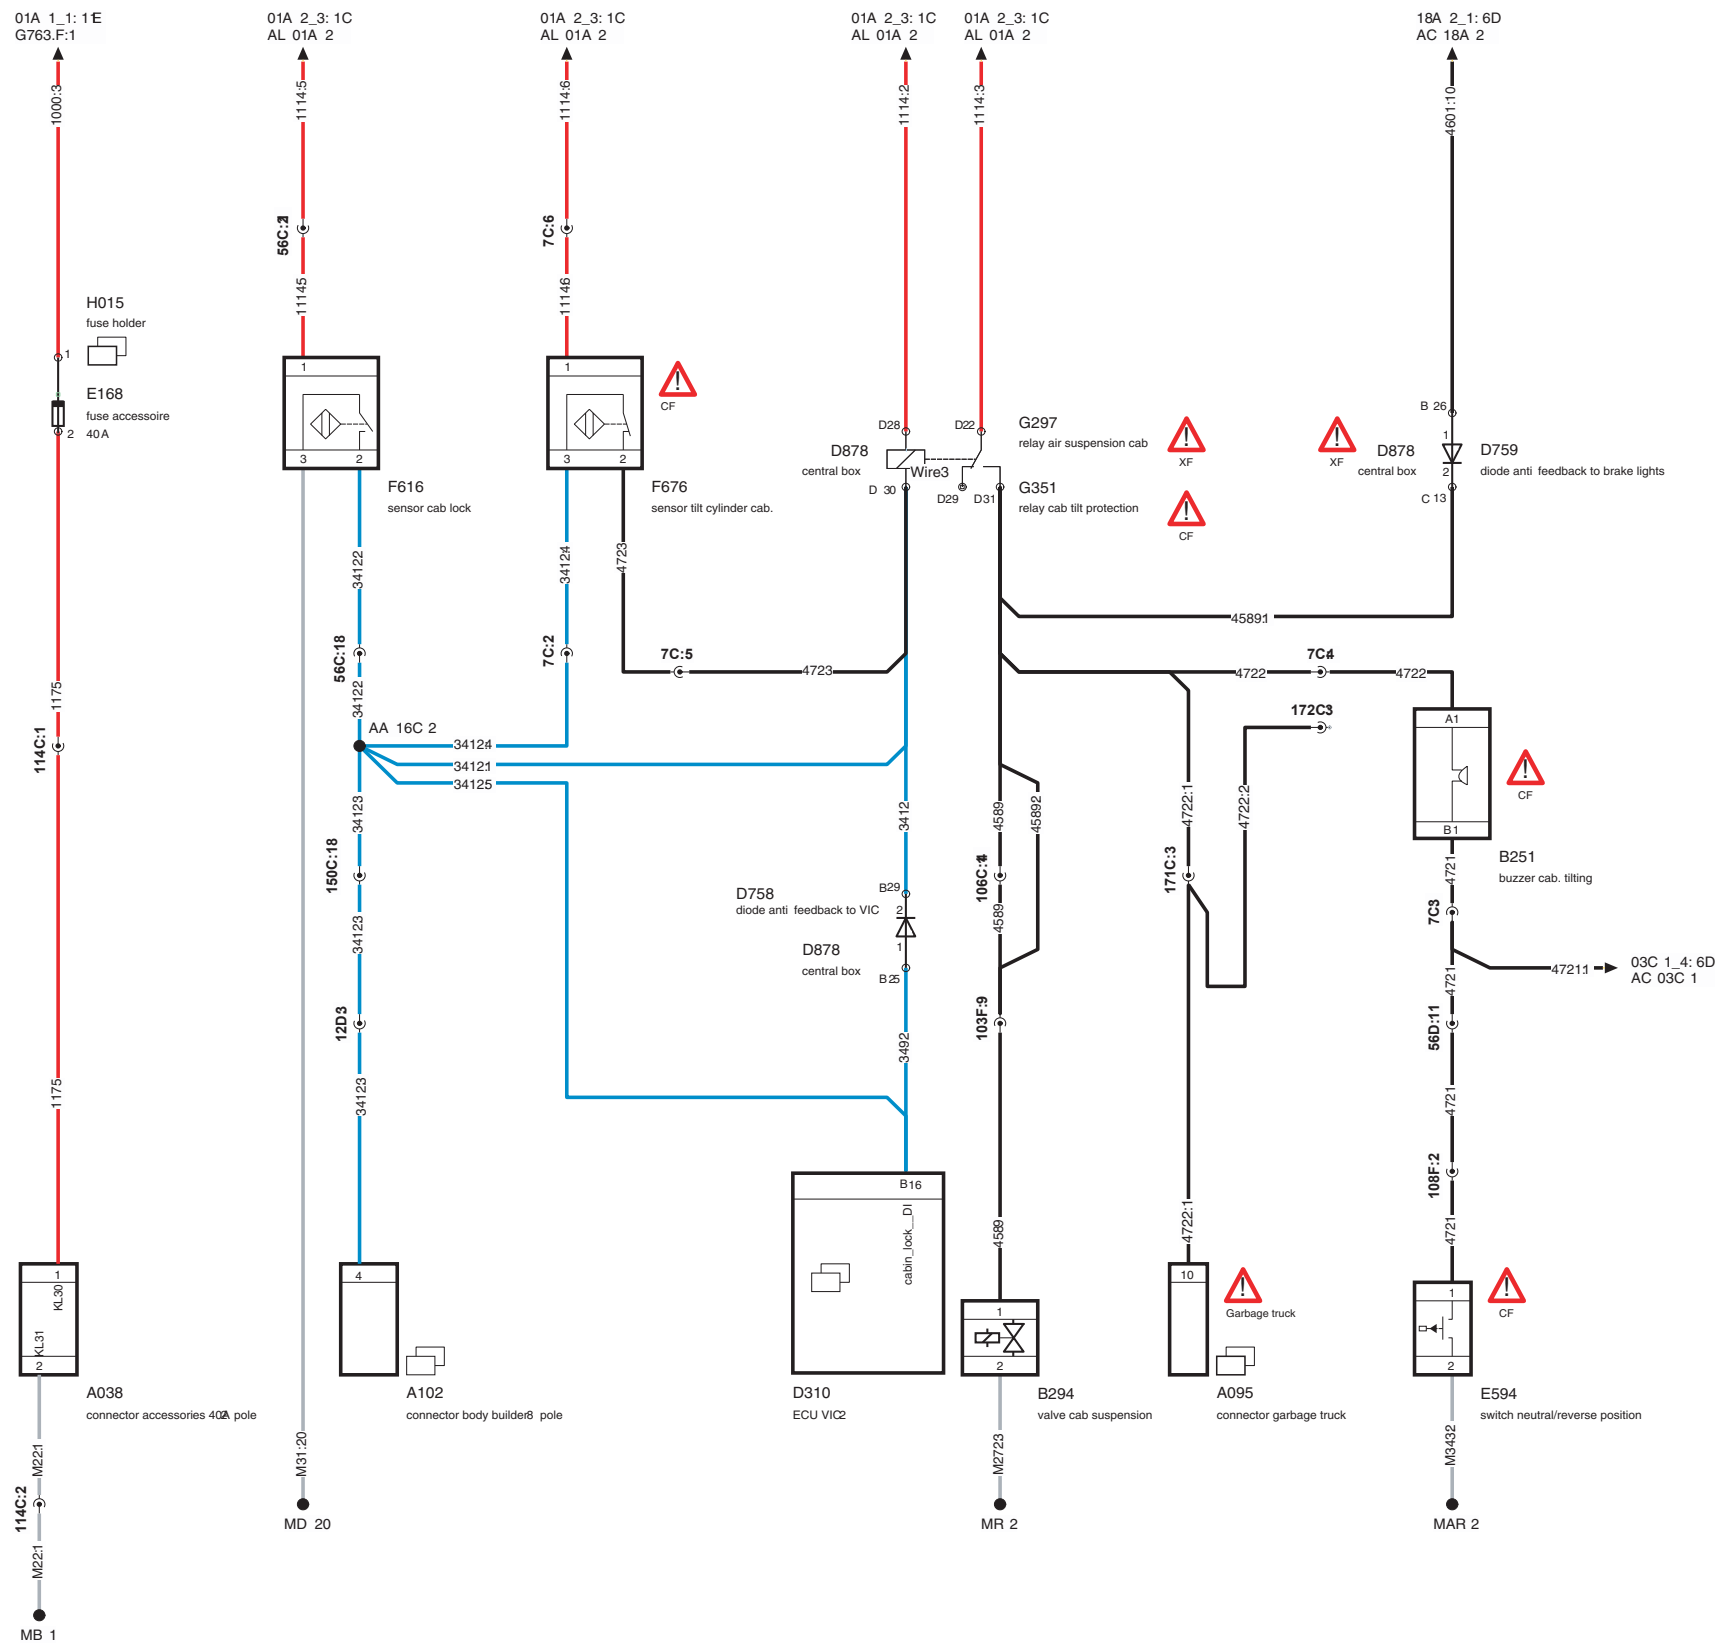 01A 1_1: 11E
G763.F:1
01A 2_3: 1C
AL 01A 2
01A 2_3: 1C
AL 01A 2
01A 2_3: 1C
AL 01A 2
01A 2_3: 1C
AL 01A 2
18A 2_1: 6D
AC 18A 2
1000:3
1114:5
1114:6
1114:2
1114:3
4601:10
7C:6
11145
11146
H015
fuse holder
1
E168
fuse accessoire
40A
2
1
3
2
F616
sensor cab lock
1
3
2
F676
sensor tilt cylinder cab.
CF
D28
D22
D878
central box
Wire3
D 30
D29
D31
G297
relay air suspension cab
XF
G351
relay cab tilt protection
CF
XF
B 26
1
D878
central box
D759
diode anti feedback to brake lights
2
C 13
34122
34124
4723
45891
56C:18
7C:2
7C:5
4723
4722
7C4
4722
1175
34122
114C:1
AA 16C 2
34124
34121
34125
172C3
A1
B1
CF
B251
buzzer cab. tilting
34123
3412
4589
45892
4722:1
4722:2
150C:18
171C:3
4721
D758
diode anti feedback to VIC
B29
2
1
D878
central box
B25
34123
4589
7C3
4721
47211
03C 1_4: 6D
AC 03C 1
12D3
3492
103F:9
56D:11
1175
34123
4721
108F:2
B16
cabin_lock__DI
4589
4722:1
4721
1
KL30
KL31
2
A038
4
A102
connector body builder8 pole
D310
ECU VIC2
1
2
B294
valve cab suspension
10
Garbage truck
A095
connector garbage truck
1
2
CF
E594
switch neutral/reverse position
M221
M31:20
M2723
M3432
114C:2
MD 20
MR 2
MAR 2
M221
MB 1